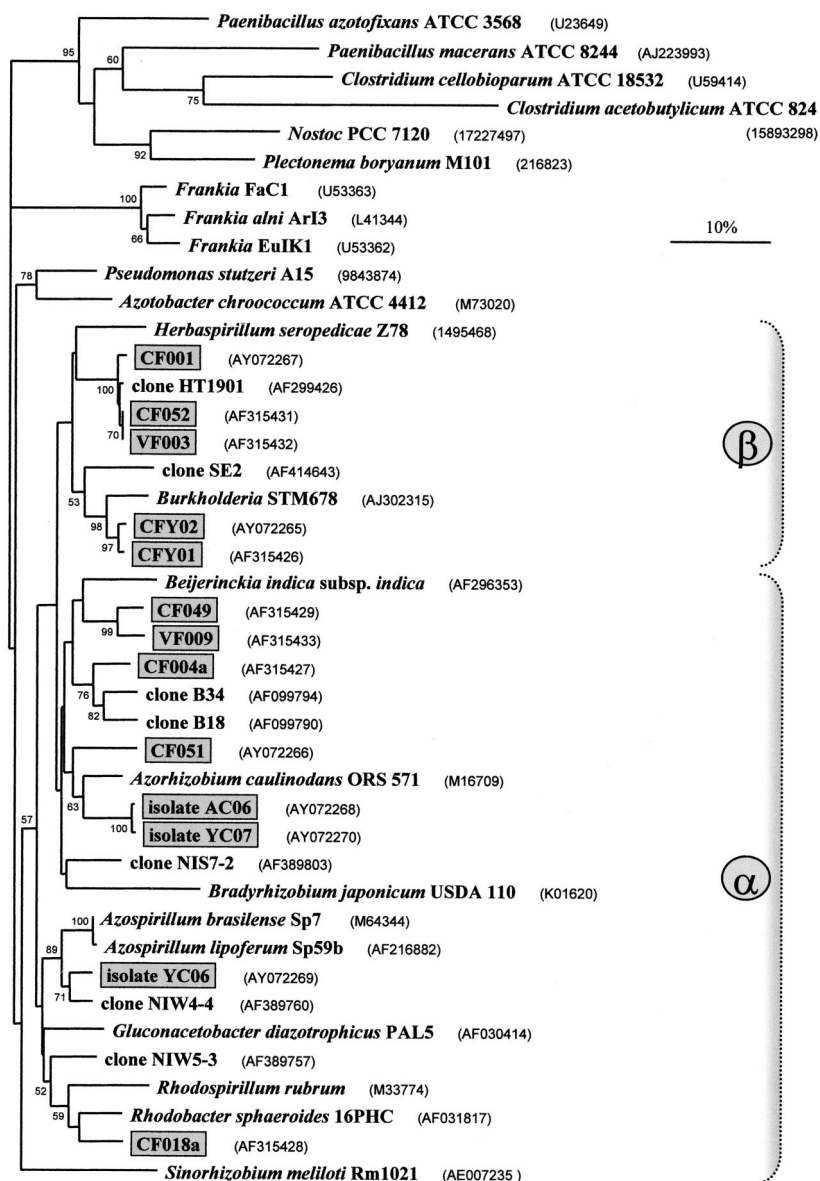 Paenibacillus azotofixans ATCC 3568 (U23649)
95
60
Paenibacillus macerans ATCC 8244 (AJ223993)
Clostridium cellobioparum ATCC 18532 (U59414)
75
Clostridium acetobutylicum ATCC 824
Nostoc PCC 7120 (17227497)
(15893298)
92
Plectonema boryanum M101 (216823)
Frankia FaC1 (U53363)
100
Frankia alni ArI3 (L41344)
66
Frankia EuIK1 (U53362)
10%
78
Pseudomonas stutzeri A15 (9843874)
Azotobacter chroococcum ATCC 4412 (M73020)
Herbaspirillum seropedicae Z78 (1495468)
CF001 (AY072267)
100
clone HT1901 (AF299426)
CF052 (AF315431)
70
VF003 (AF315432)
β
clone SE2 (AF414643)
53
Burkholderia STM678 (AJ302315)
98
CFY02 (AY072265)
97
CFY01 (AF315426)
Beijerinckia indica subsp. indica (AF296353)
CF049 (AF315429)
99
VF009 (AF315433)
CF004a (AF315427)
76
clone B34 (AF099794)
82
clone B18 (AF099790)
CF051 (AY072266)
Azorhizobium caulinodans ORS 571 (M16709)
63
isolate AC06 (AY072268)
100
isolate YC07 (AY072270)
57
clone NIS7-2 (AF389803)
α
Bradyrhizobium japonicum USDA 110 (K01620)
100
Azospirillum brasilense Sp7 (M64344)
Azospirillum lipoferum Sp59b (AF216882)
89
isolate YC06 (AY072269)
71
clone NIW4-4 (AF389760)
Gluconacetobacter diazotrophicus PAL5 (AF030414)
clone NIW5-3 (AF389757)
52
Rhodospirillum rubrum (M33774)
59
Rhodobacter sphaeroides 16PHC (AF031817)
CF018a (AF315428)
Sinorhizobium meliloti Rm1021 (AE007235 )